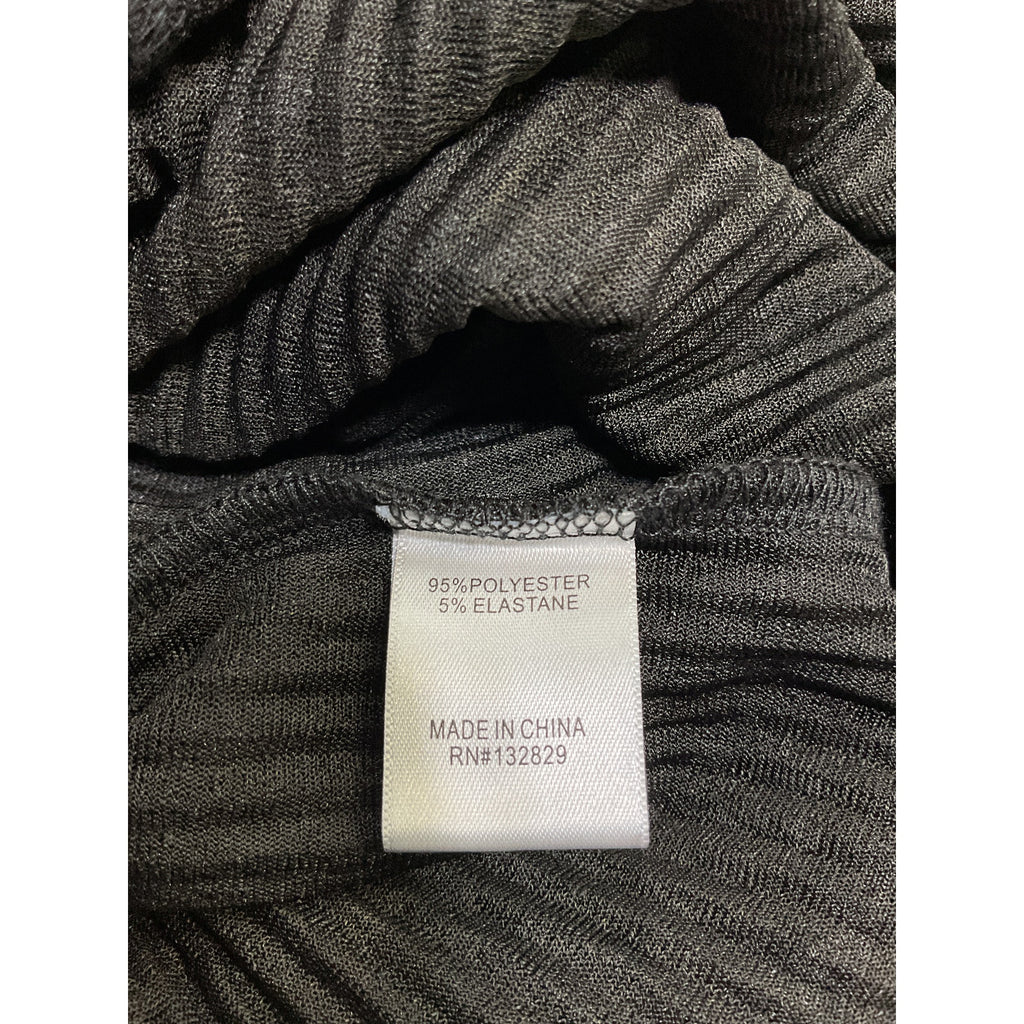 95%POLYESTER
5% ELASTANE
MADE IN CHINA
RN#132829